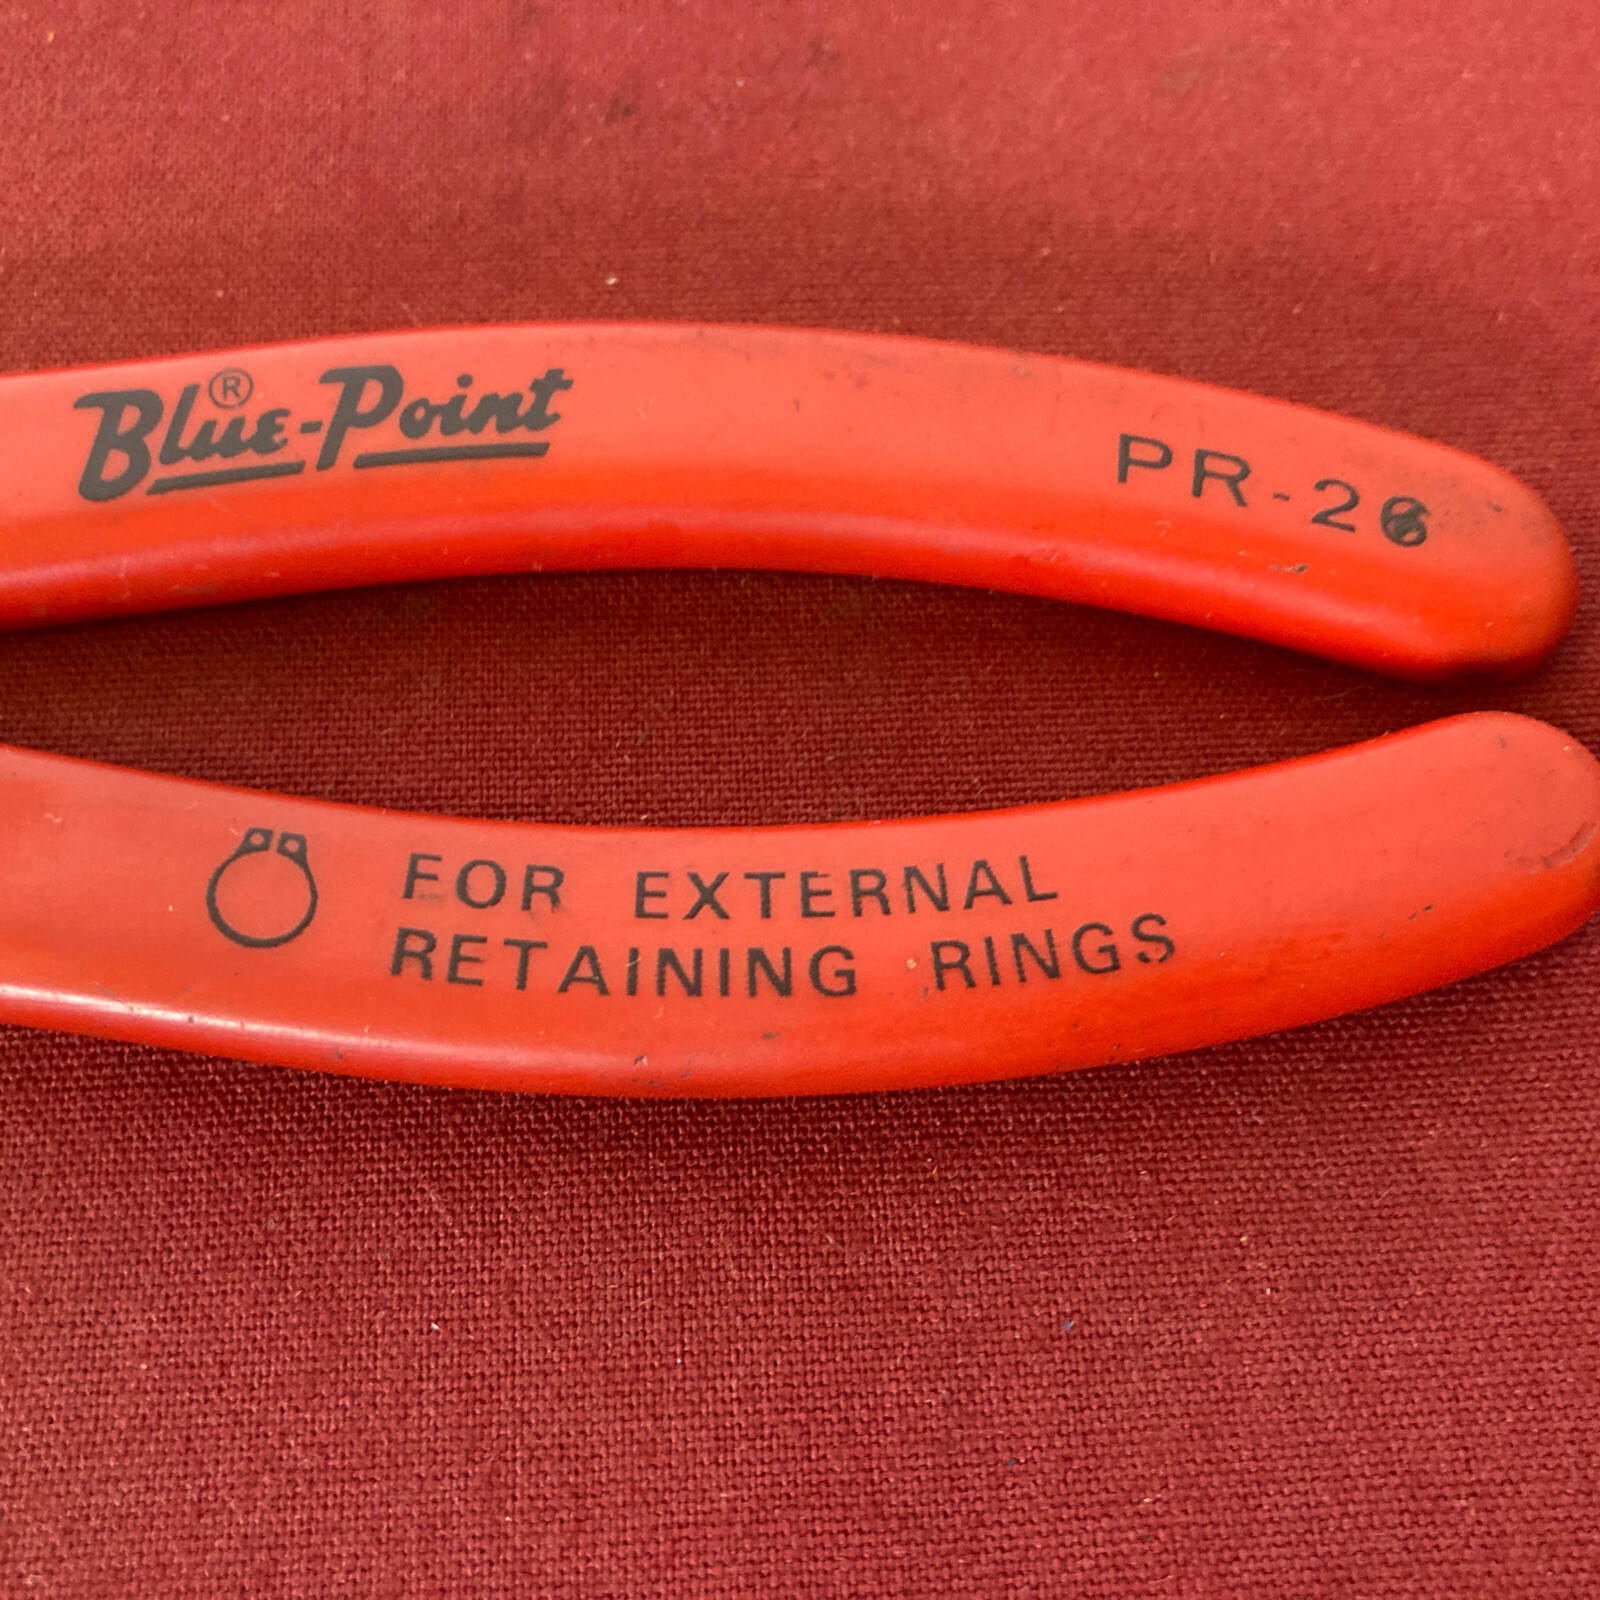 Blue-Point®
PR-26
FOR EXTERNAL
RETAINING RINGS